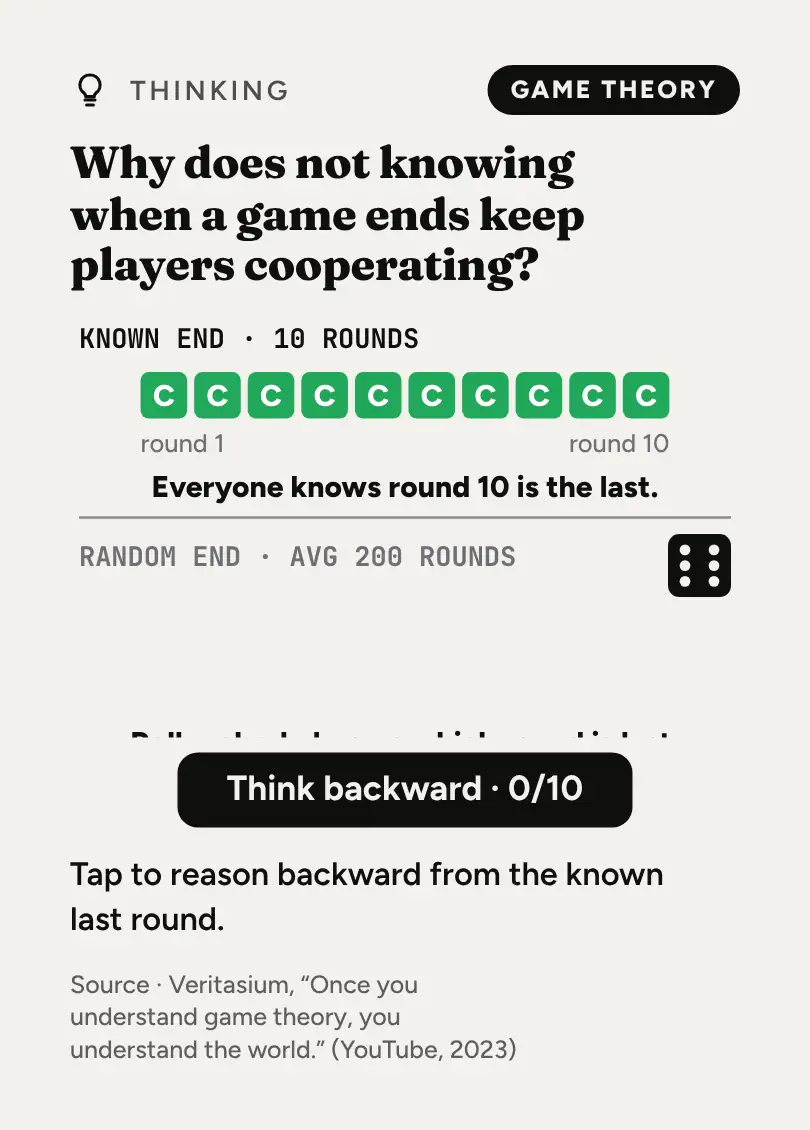 THINKING
GAME THEORY
Why does not knowing
when a game ends keep
players cooperating?
KNOWN END · 10 ROUNDS
C C C C C C C C C C
round 1
round 10
Everyone knows round 10 is the last.
RANDOM END · AVG 200 ROUNDS
Think backward · 0/10
Tap to reason backward from the known
last round.
Source · Veritasium, “Once you
understand game theory, you
understand the world.” (YouTube, 2023)